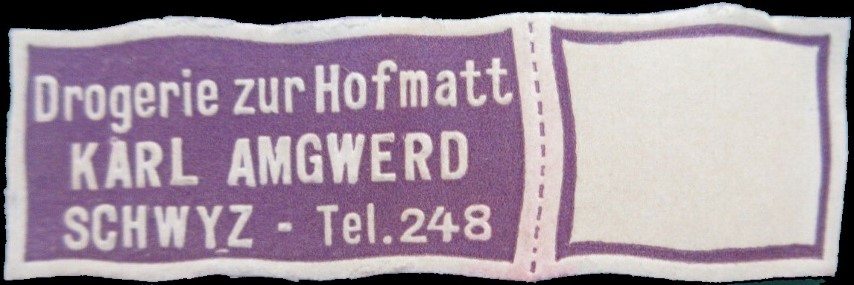 Drogerie zur Hofmatt
KARL AMGWERD
SCHWYZ - Tel. 248